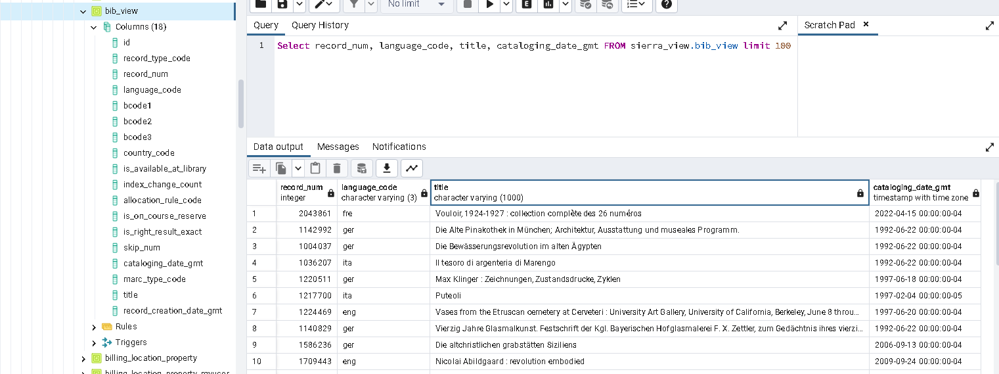 bib_view
Columns (18)
id
record_type_code
record_num
language_code
bcode1
bcode2
bcode3
country_code
is_available_at_library
index_change_count
allocation_rule_code
is_on_course_reserve
is_right_result_exact
skip_num
cataloging_date_gmt
marc_type_code
title
record_creation_date_gmt
Rules
Triggers
billing_location_property
billing_location_property_myuser
No limit
E
Query Query History
Scratch Pad ×
1 Select record_num, language_code, title, cataloging_date_gmt FROM sierra_view.bib_view limit 100
Data output Messages Notifications
record_num language_code title cataloging_date_gmt
integer character varying (3) character varying (1000) timestamp with time zone
1 2043861 fre Vouloir, 1924-1927 : collection complète des 26 numéros 2022-04-15 00:00:00-04
2 1142992 ger Die Alte Pinakothek in München; Architektur, Ausstattung und museales Programm. 1992-06-22 00:00:00-04
3 1004037 ger Die Bewässerungsrevolution im alten Ägypten 1992-06-22 00:00:00-04
4 1036207 ita Il tesoro di argenteria di Marengo 1992-06-22 00:00:00-04
5 1220511 ger Max Klinger : Zeichnungen, Zustandsdrucke, Zyklen 1997-06-18 00:00:00-04
6 1217700 ita Puteoli 1997-02-04 00:00:00-05
7 1224469 eng Vases from the Etruscan cemetery at Cerveteri : University Art Gallery, University of California, Berkeley, June 8 throu... 1997-06-20 00:00:00-04
8 1140829 ger Vierzig Jahre Glasmalkunst. Festschrift der Kgl. Bayerischen Hofglasmalerei F. X. Zettler, zum Gedächtnis ihres vierzi... 1992-06-22 00:00:00-04
9 1586236 ger Die altchristlichen grabstätten Siziliens 2006-09-13 00:00:00-04
10 1709443 eng Nicolai Abildgaard : revolution embodied 2009-09-24 00:00:00-04